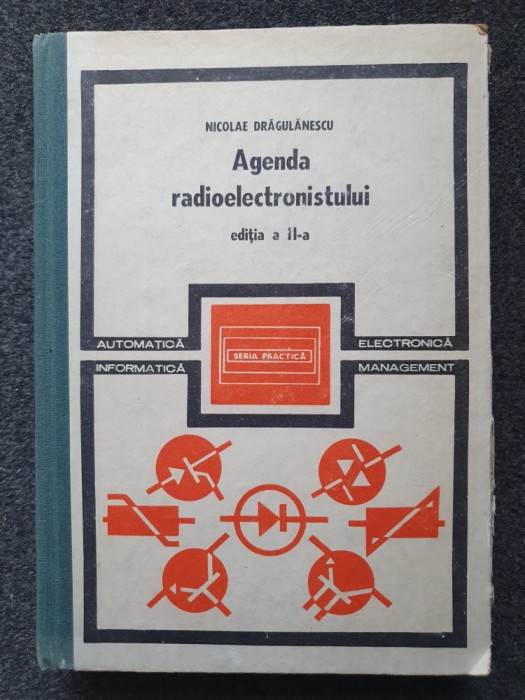 NICOLAE DRĂGULĂNESCU
Agenda
radioelectronistului
ediția a II-a
AUTOMATICĂ
ELECTRONICĂ
SERIA PRACTICĂ
INFORMATICĂ
MANAGEMENT